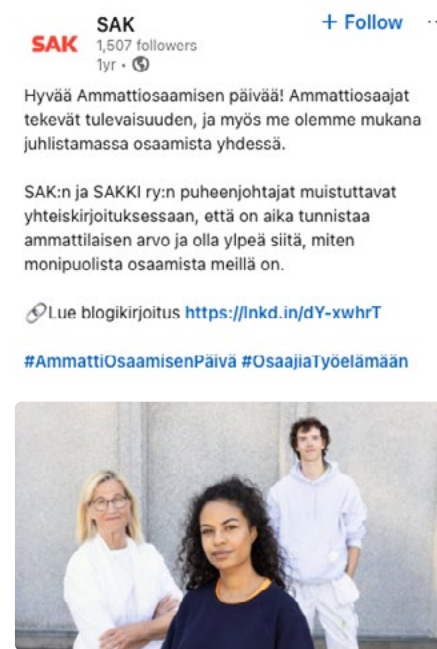 SAK
+ Follow
SAK
1,507 followers
1yr •
Hyvää Ammattiosaamisen päivää! Ammattiosaajat
tekevät tulevaisuuden, ja myös me olemme mukana
juhlistamassa osaamista yhdessä.
SAK:n ja SAKKI ry:n puheenjohtajat muistuttavat
yhteiskirjoituksessaan, että on aika tunnistaa
ammattilaisen arvo ja olla ylpeä siitä, miten
monipuolista osaamista meillä on.
Lue blogikirjoitus https://lnkd.in/dY-xwhrT
#AmmattiOsaamisenPäivä #OsaajiaTyöelämään